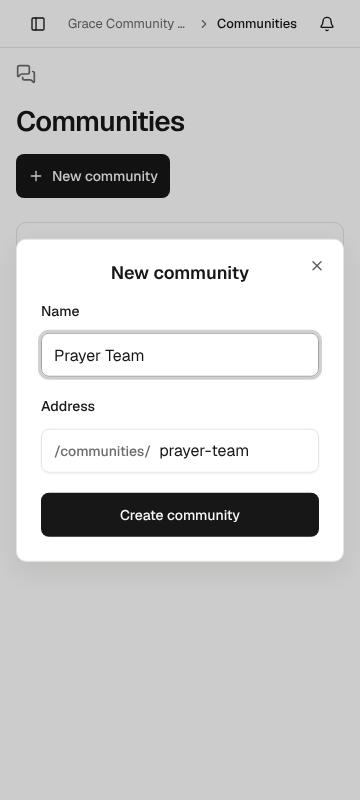 Grace Community ... > Communities
Communities
+ New community
New community
Name
Prayer Team
Address
/communities/ prayer-team
Create community